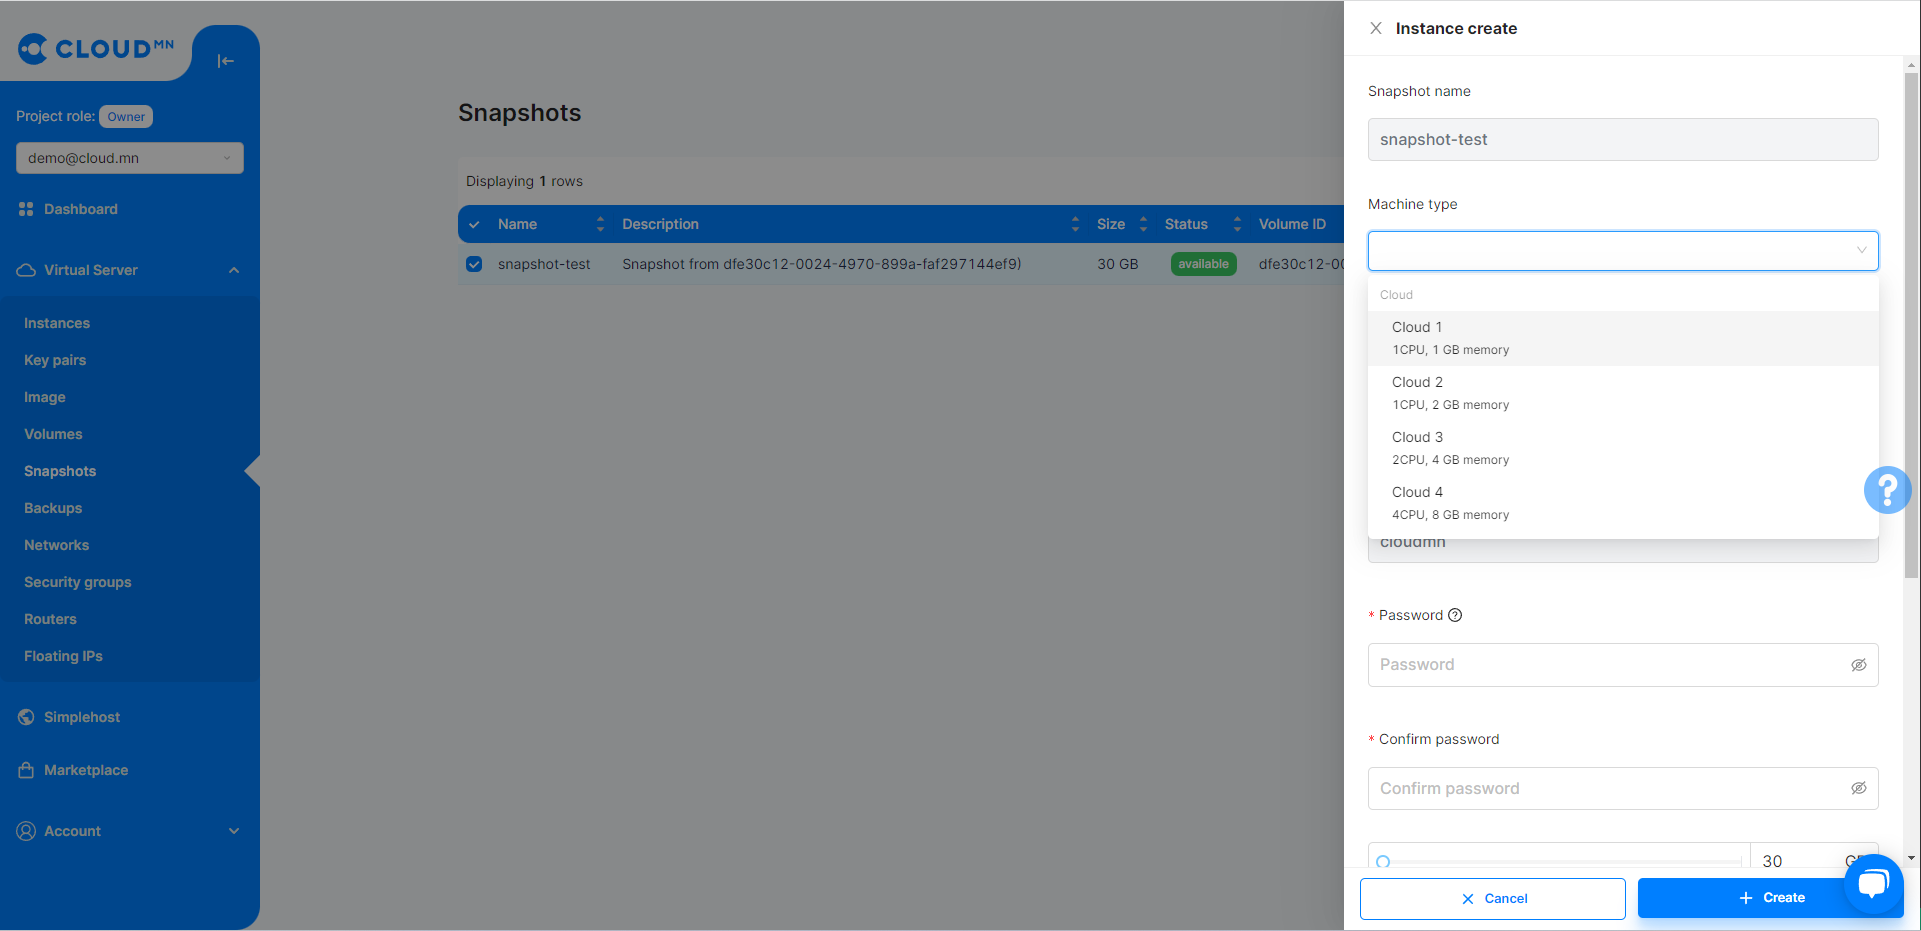 CLOUD MN
Project role: Owner
demo@cloud.mn
Dashboard
Virtual Server
Instances
Key pairs
Image
Volumes
Snapshots
Backups
Networks
Security groups
Routers
Floating IPs
Simplehost
Marketplace
Account
Snapshots
Displaying 1 rows
Name Description Size Status Volume ID
snapshot-test Snapshot from dfe30c12-0024-4970-899a-faf297144ef9) 30 GB available dfe30c12-00
Instance create
Snapshot name
snapshot-test
Machine type
Cloud
Cloud 1
1CPU, 1 GB memory
Cloud 2
1CPU, 2 GB memory
Cloud 3
2CPU, 4 GB memory
Cloud 4
4CPU, 8 GB memory
cloudmn
* Password
Password
* Confirm password
Confirm password
30
Cancel
+ Create